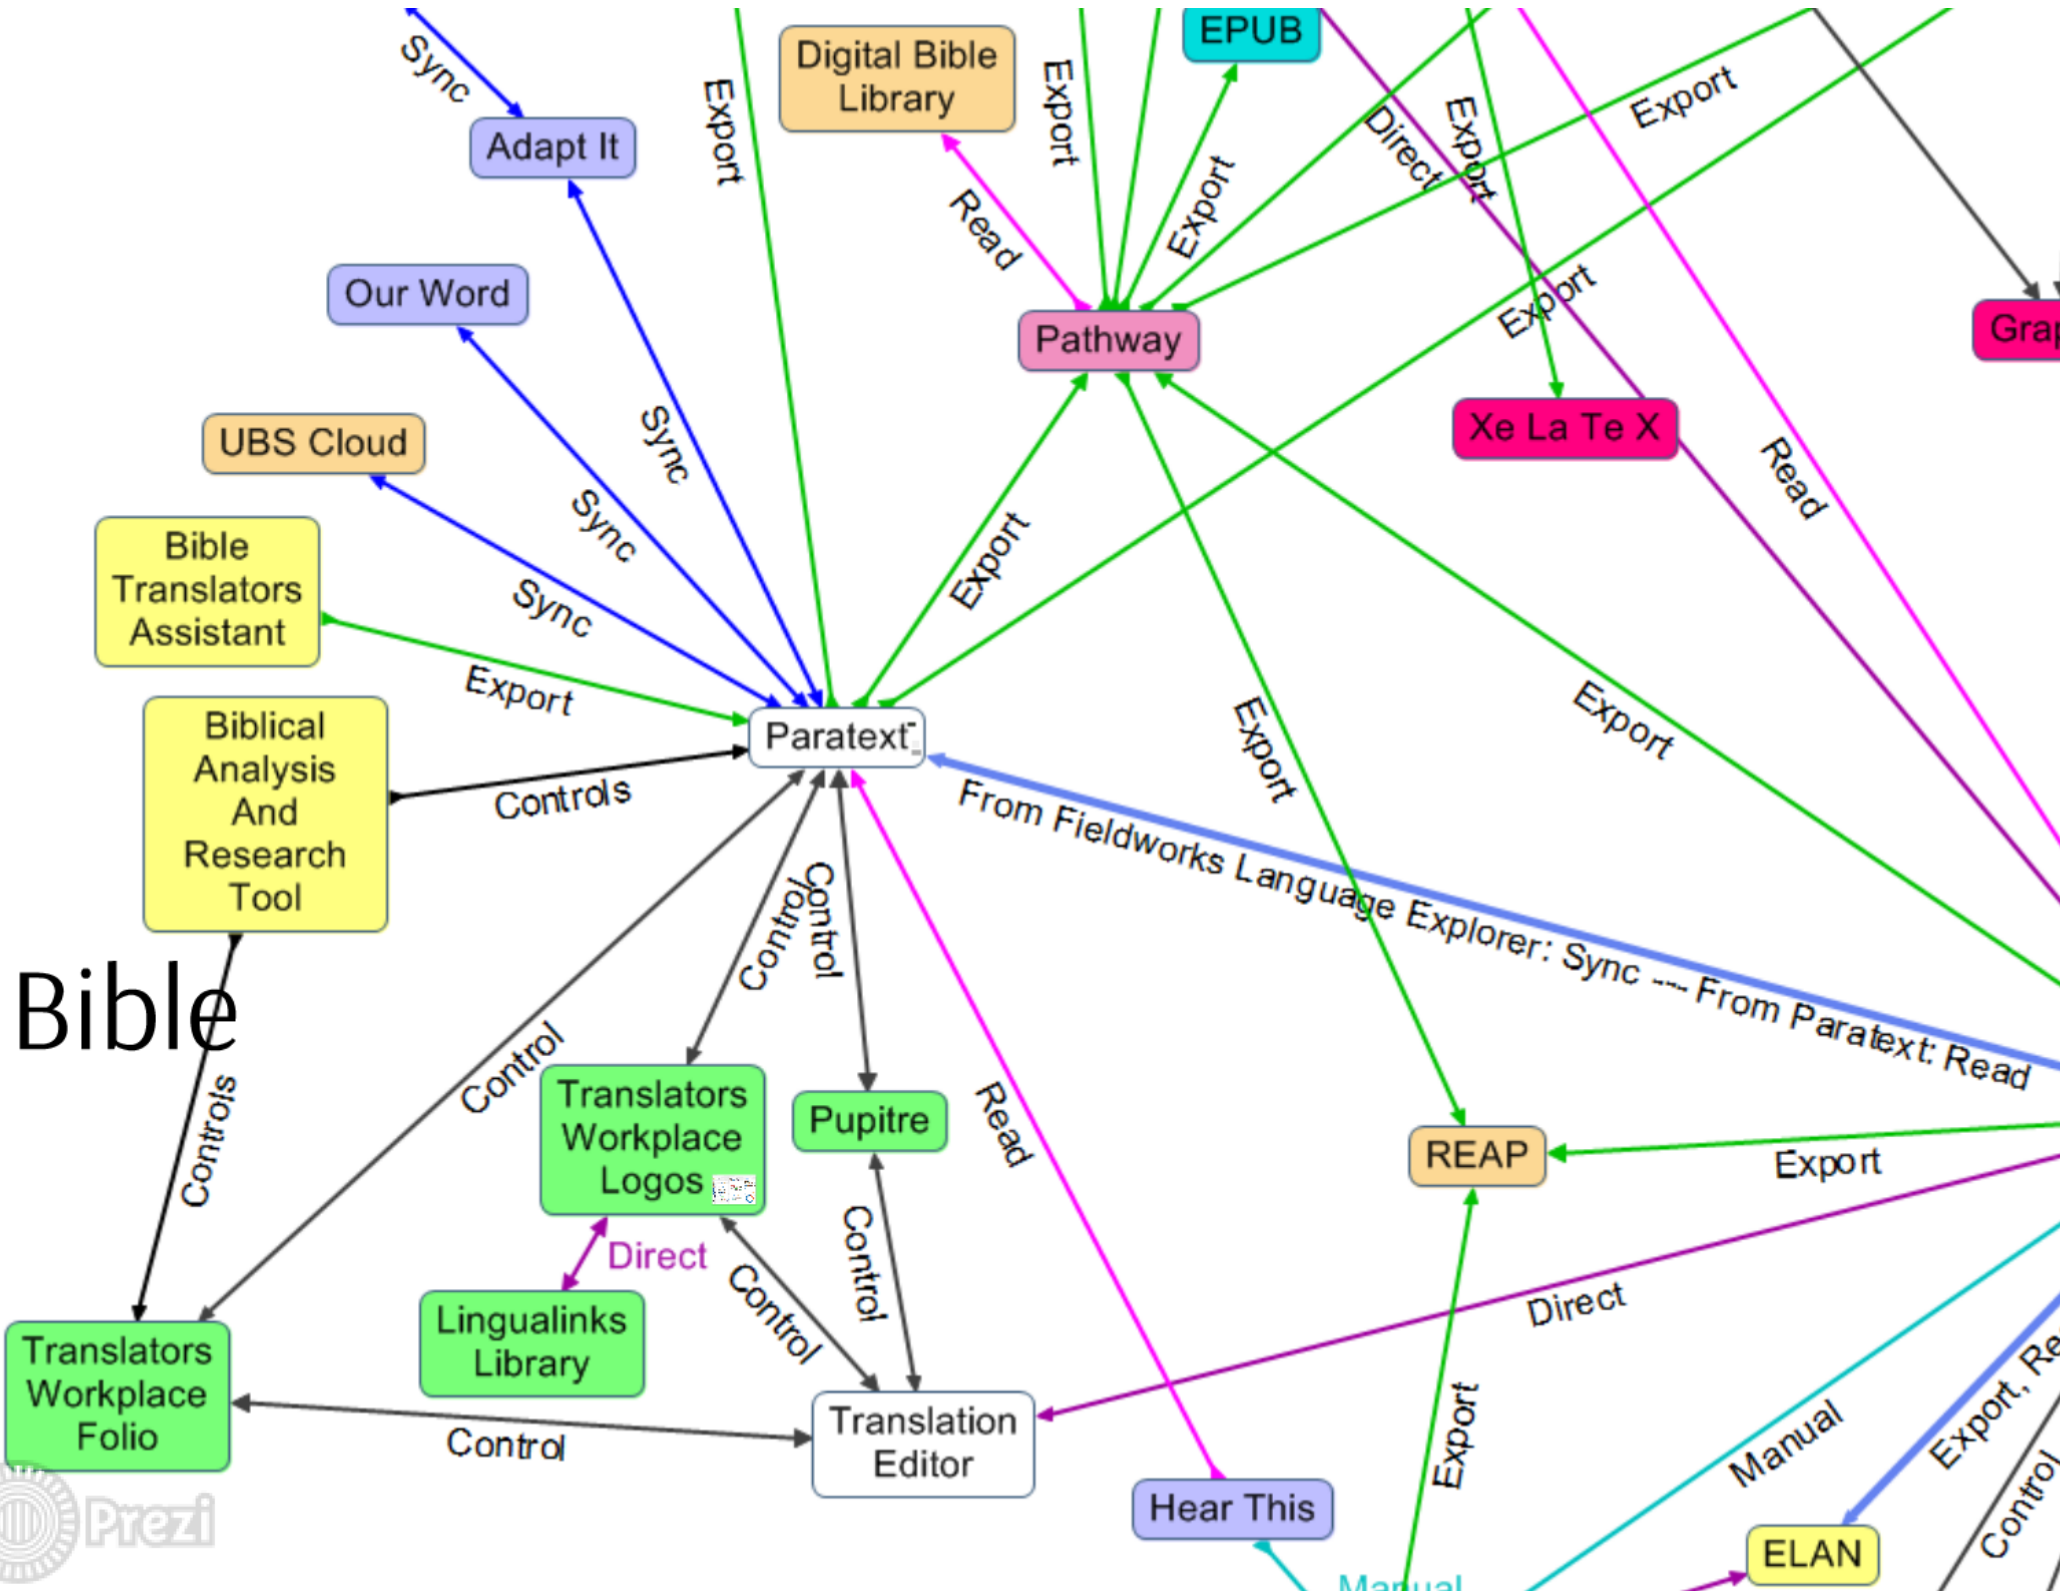 Sync
Adapt It
Our Word
UBS Cloud
Bible
Translators
Assistant
Biblical
Analysis
And
Research
Tool
Bible
Export
Digital Bible
Library
Read
Export
EPUB
Export
Direct
Export
Export
Export
Pathway
Xe La Te X
Read
Sync
Sync
Sync
Export
Export
Controls
Paratext
Export
Export
From Fieldworks Language Explorer: Sync --- From Paratext: Read
Control
Control
Control
Controls
Translators
Workplace
Logos
Pupitre
Read
REAP
Export
Direct
Control
Control
Direct
Lingualinks
Library
Translators
Workplace
Folio
Control
Translation
Editor
Hear This
Export
Manual
Manual
Export,
ELAN
Control
Prezi